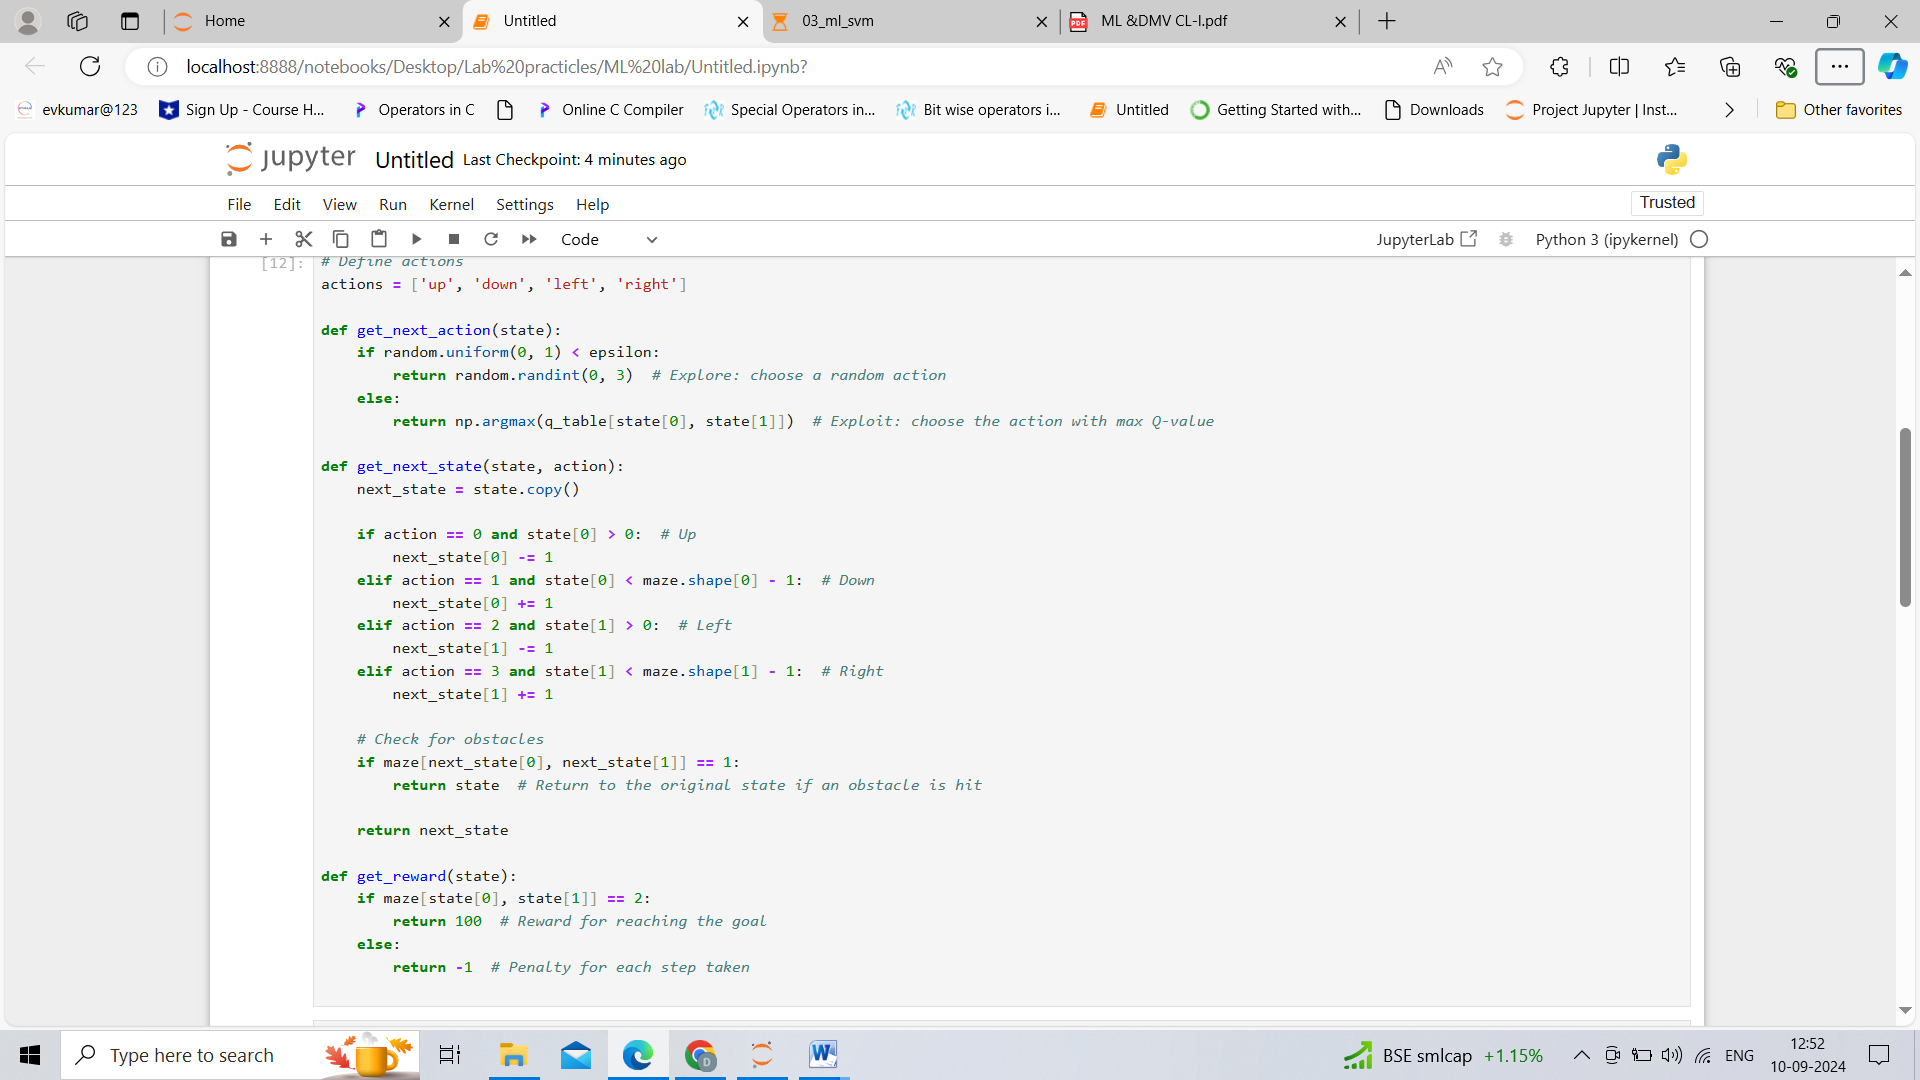 Home
Untitled
03_ml_svm
ML &DMV CL-I.pdf
localhost:8888/notebooks/Desktop/Lab%20practicles/ML%20lab/Untitled.ipynb?
evkumar@123
Sign Up - Course H...
Operators in C
Online C Compiler
Special Operators in...
Bit wise operators i...
Untitled
Getting Started with...
Downloads
Project Jupyter | Inst...
Other favorites
jupyter Untitled Last Checkpoint: 4 minutes ago
File Edit View Run Kernel Settings Help
Trusted
Code
JupyterLab
Python 3 (ipykernel)
[12]:
# Define actions
actions = ['up', 'down', 'left', 'right']
def get_next_action(state):
    if random.uniform(0, 1) < epsilon:
        return random.randint(0, 3)  # Explore: choose a random action
    else:
        return np.argmax(q_table[state[0], state[1]])  # Exploit: choose the action with max Q-value
def get_next_state(state, action):
    next_state = state.copy()
    if action == 0 and state[0] > 0:  # Up
        next_state[0] -= 1
    elif action == 1 and state[0] < maze.shape[0] - 1:  # Down
        next_state[0] += 1
    elif action == 2 and state[1] > 0:  # Left
        next_state[1] -= 1
    elif action == 3 and state[1] < maze.shape[1] - 1:  # Right
        next_state[1] += 1
    # Check for obstacles
    if maze[next_state[0], next_state[1]] == 1:
        return state  # Return to the original state if an obstacle is hit
    return next_state
def get_reward(state):
    if maze[state[0], state[1]] == 2:
        return 100  # Reward for reaching the goal
    else:
        return -1  # Penalty for each step taken
Type here to search
BSE smlcap +1.15%
ENG
12:52
10-09-2024